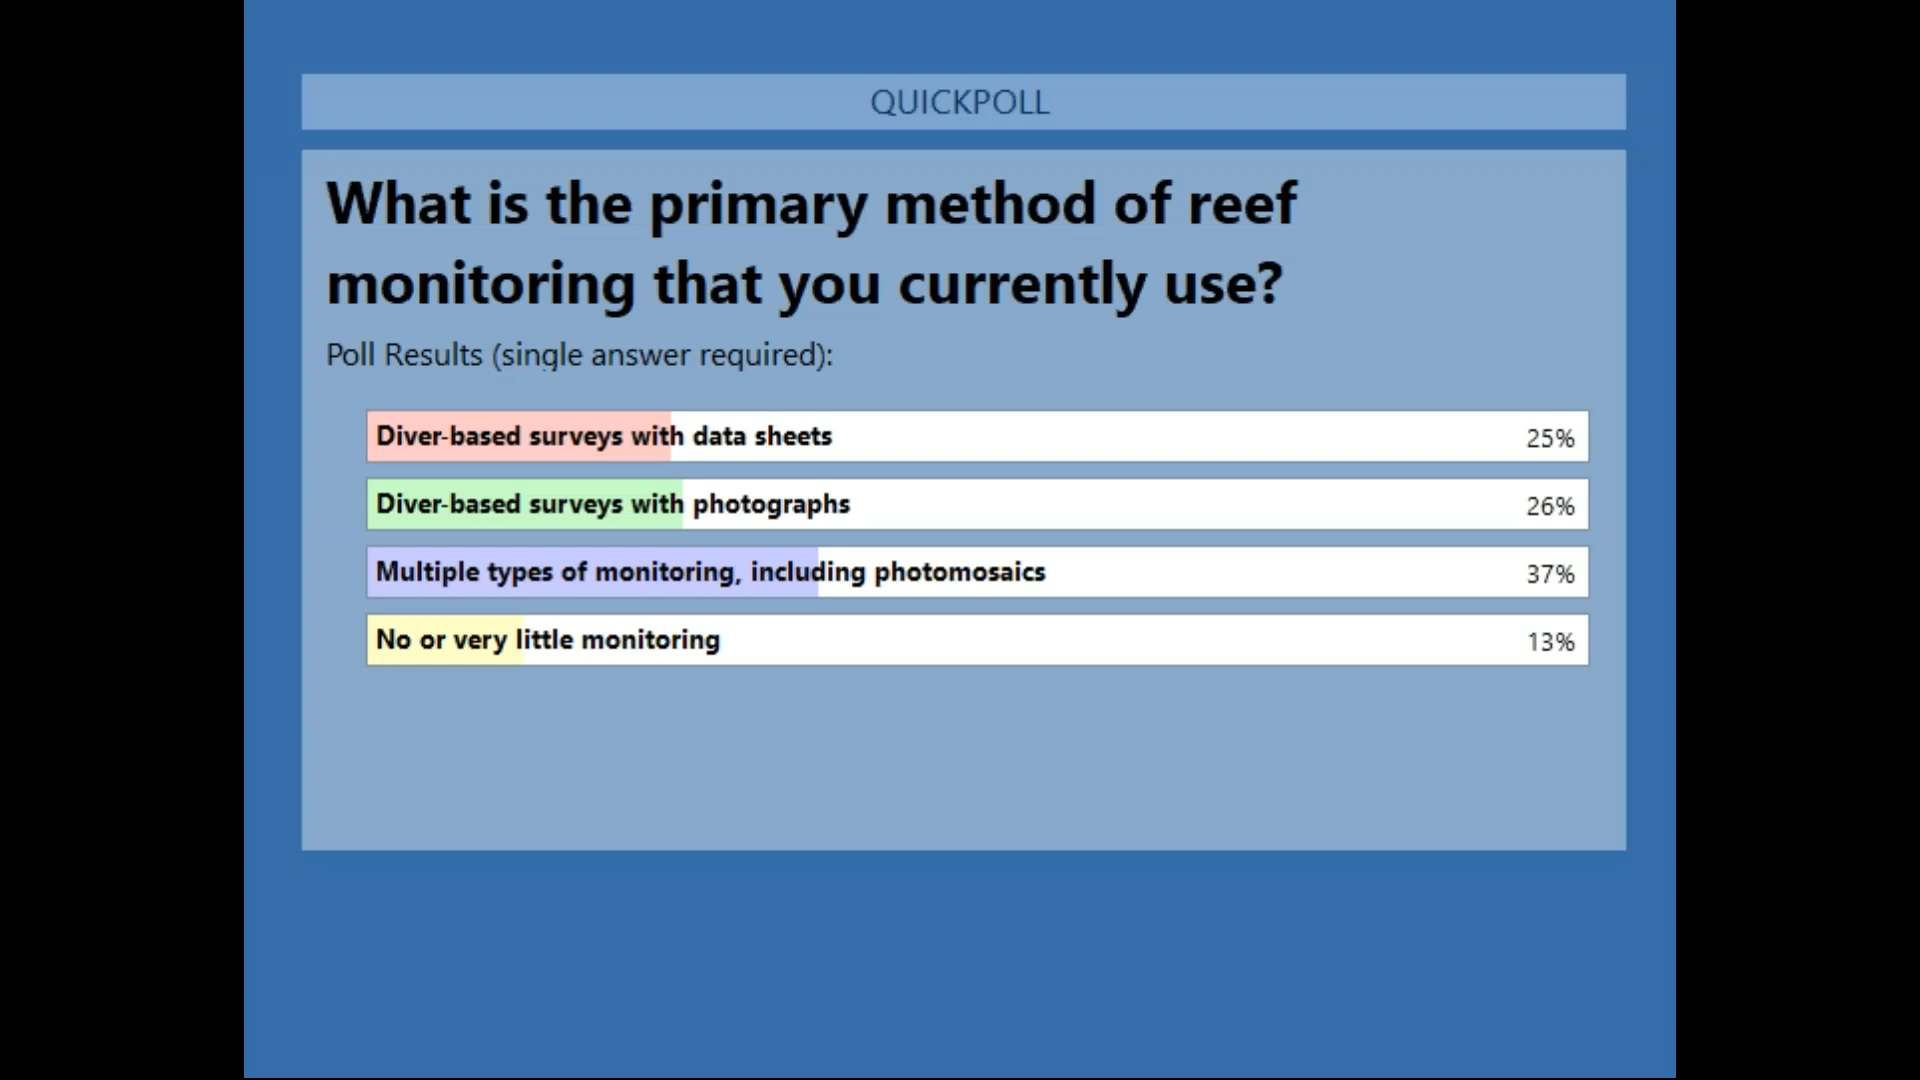 QUICKPOLL
What is the primary method of reef
monitoring that you currently use?
Poll Results (single answer required):
Diver-based surveys with data sheets 25%
Diver-based surveys with photographs 26%
Multiple types of monitoring, including photomosaics 37%
No or very little monitoring 13%